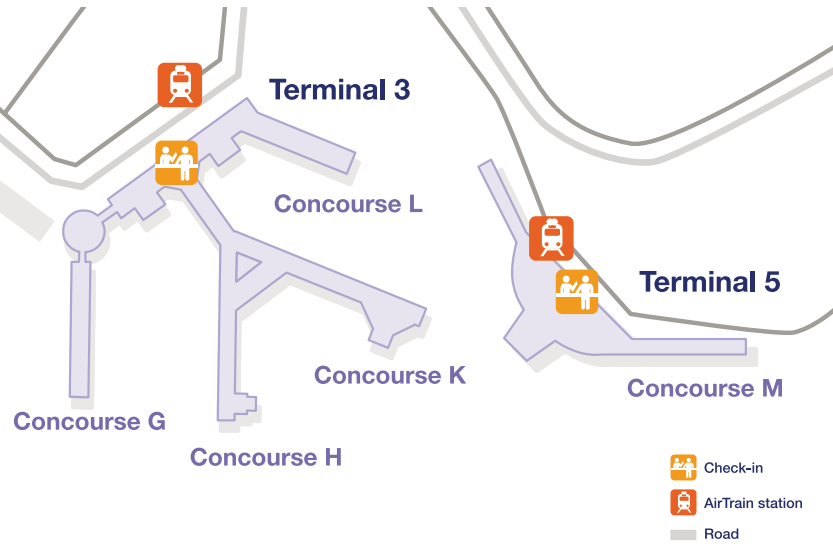 Terminal 3
Concourse L
Terminal 5
Concourse K
Concourse M
Concourse G
Concourse H
Check-in
AirTrain station
Road